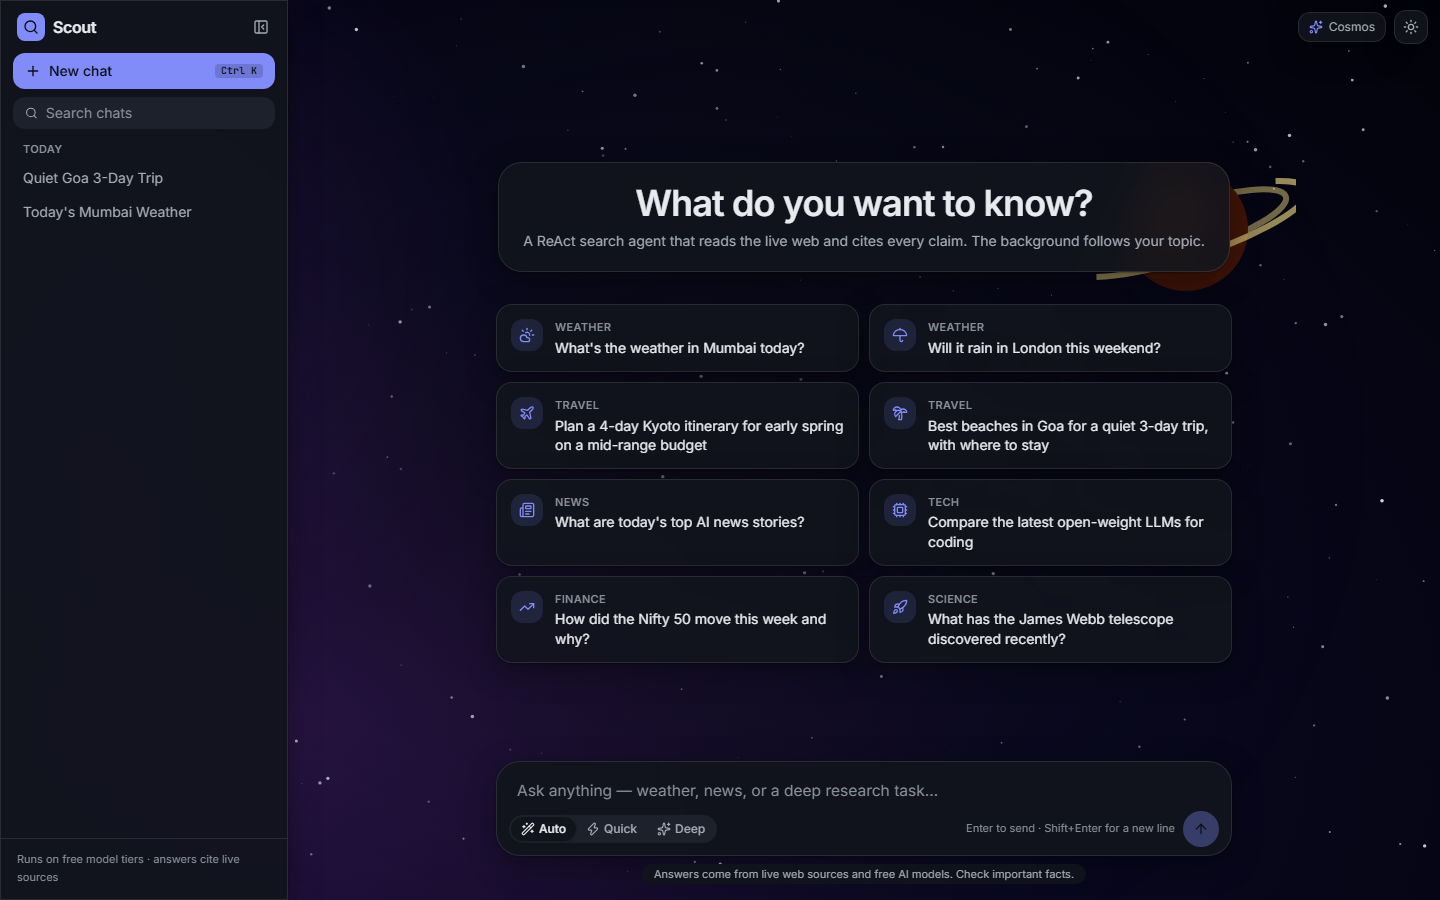 Scout
New chat
Ctrl K
Search chats
TODAY
Quiet Goa 3-Day Trip
Today's Mumbai Weather
Runs on free model tiers · answers cite live
sources
Cosmos
What do you want to know?
A ReAct search agent that reads the live web and cites every claim. The background follows your topic.
WEATHER
What's the weather in Mumbai today?
WEATHER
Will it rain in London this weekend?
TRAVEL
Plan a 4-day Kyoto itinerary for early spring
on a mid-range budget
TRAVEL
Best beaches in Goa for a quiet 3-day trip,
with where to stay
NEWS
What are today's top AI news stories?
TECH
Compare the latest open-weight LLMs for
coding
FINANCE
How did the Nifty 50 move this week and
why?
SCIENCE
What has the James Webb telescope
discovered recently?
Ask anything — weather, news, or a deep research task...
Auto
Quick
Deep
Enter to send · Shift+Enter for a new line
Answers come from live web sources and free AI models. Check important facts.